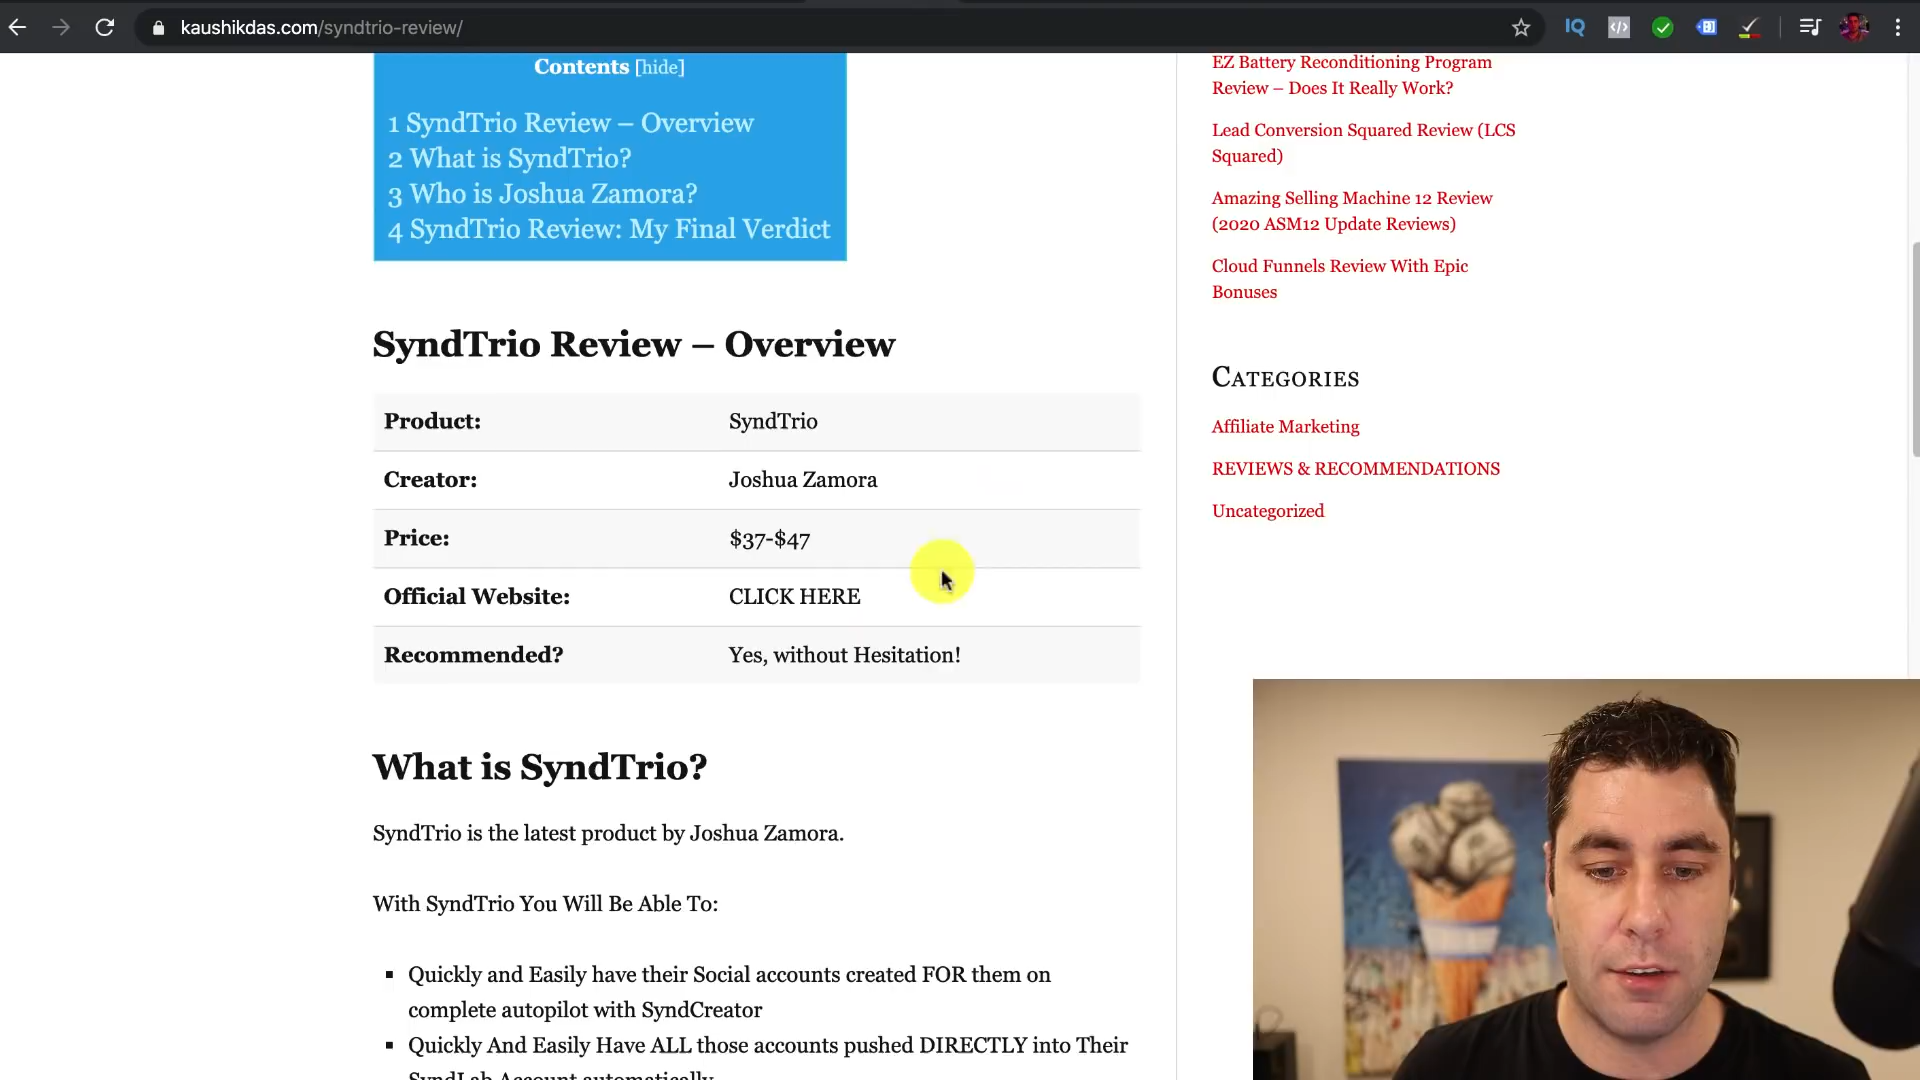 kaushikdas.com/syndtrio-review/
Contents [hide]
1 SyndTrio Review – Overview
2 What is SyndTrio?
3 Who is Joshua Zamora?
4 SyndTrio Review: My Final Verdict
SyndTrio Review – Overview
Product: SyndTrio
Creator: Joshua Zamora
Price: $37-$47
Official Website: CLICK HERE
Recommended? Yes, without Hesitation!
What is SyndTrio?
SyndTrio is the latest product by Joshua Zamora.
With SyndTrio You Will Be Able To:
▪ Quickly and Easily have their Social accounts created FOR them on
complete autopilot with SyndCreator
▪ Quickly And Easily Have ALL those accounts pushed DIRECTLY into Their
SyndLab Account automatically
EZ Battery Reconditioning Program
Review – Does It Really Work?
Lead Conversion Squared Review (LCS
Squared)
Amazing Selling Machine 12 Review
(2020 ASM12 Update Reviews)
Cloud Funnels Review With Epic
Bonuses
CATEGORIES
Affiliate Marketing
REVIEWS & RECOMMENDATIONS
Uncategorized